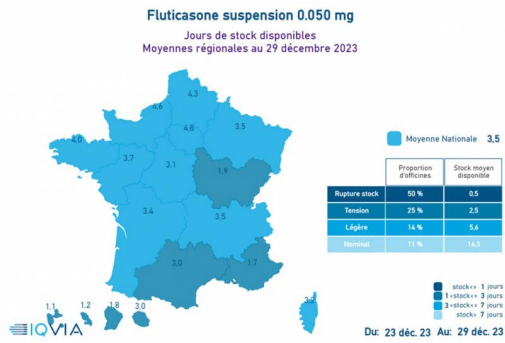 Fluticasone suspension 0.050 mg
Jours de stock disponibles
Moyennes régionales au 29 décembre 2023
4.3
4.6
4.8
3.5
4.0
3.7
3.1
1.9
3.4
3.5
3.0
1.7
3.2
1.1
1.2
1.8
3.0
Moyenne Nationale 3,5
Proportion d'officines
Stock moyen disponible
Rupture stock 50 % 0,5
Tension 25 % 2,5
Légère 14 % 5,6
Nominal 11 % 14,3
stock<= 1 jours
1 <stock<= 3 jours
3 <stock<= 7 jours
stock> 7 jours
IQVIA
Du: 23 déc. 23 Au: 29 déc. 23